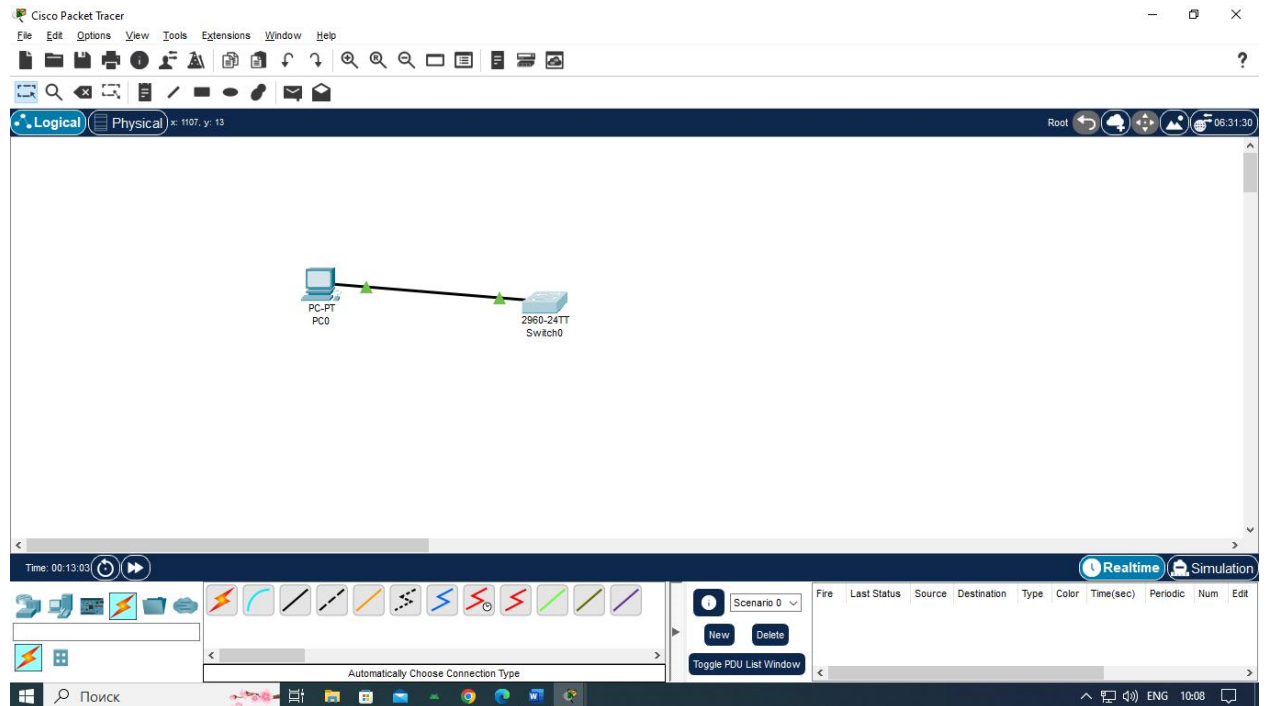 Cisco Packet Tracer
File Edit Options View Tools Extensions Window Help
?
Logical Physical x: 1107, y: 13 Root 06:31:30
PC-PT
PC0
2960-24TT
Switch0
Time: 00:13:03 Realtime Simulation
Scenario 0 Fire Last Status Source Destination Type Color Time(sec) Periodic Num Edit
New Delete
Toggle PDU List Window
Automatically Choose Connection Type
Поиск ENG 10:08